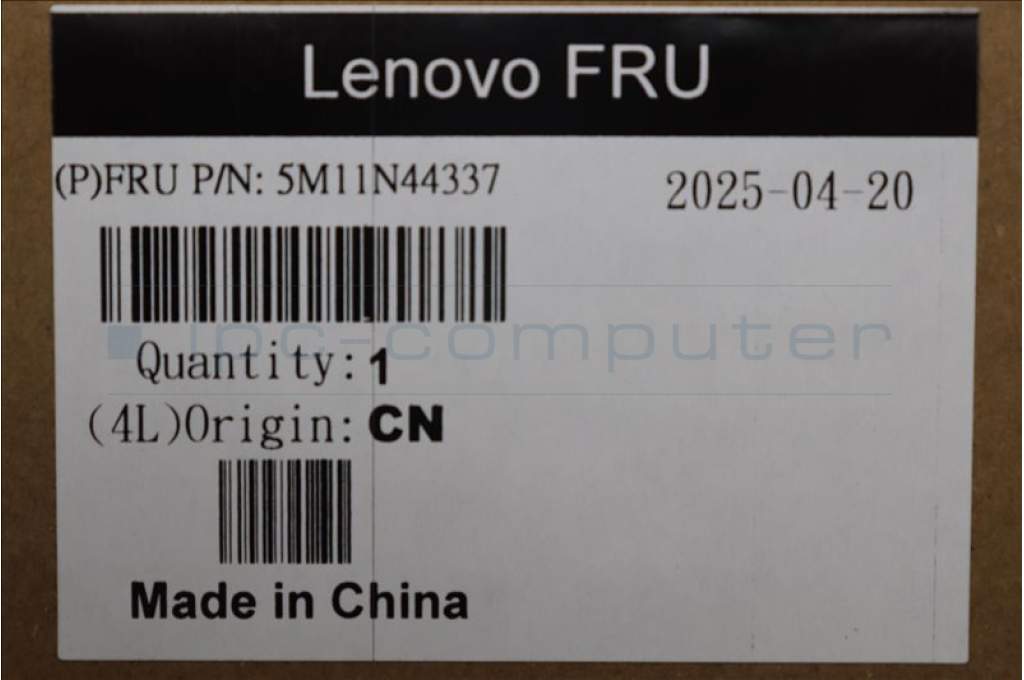 Lenovo FRU
(P)FRU P/N: 5M11N44337
2025-04-20
ipc-computer
Quantity: 1
(4L)Origin: CN
Made in China